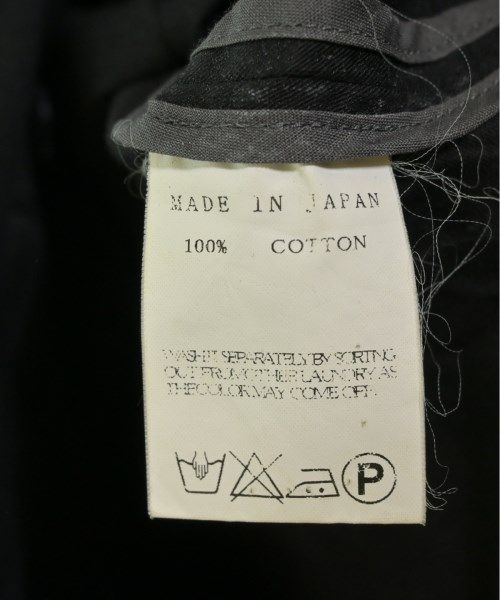 MADE IN JAPAN
100% COTTON
WASH IT SEPARATELY BY SORTING
OUT FROM OTHER LAUNDRY AS
THE COLOR MAY COME OFF.
P